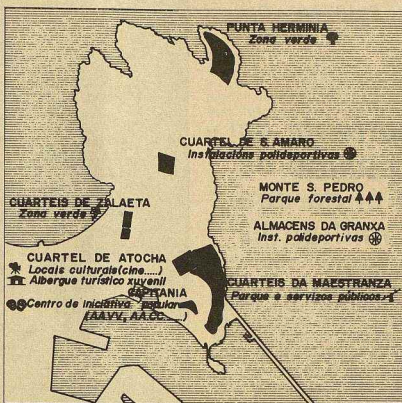 PUNTA HERMINIA
Zona verde
CUARTEL DE S. AMARO
Instalacións polideportivas
MONTE S. PEDRO
Parque forestal
CUARTEIS DE ZALAETA
Zona verde
ALMACENS DA GRANXA
Inst. polideportivas
CUARTEL DE ATOCHA
Locais culturals(cine.....)
Albergue turístico xuvenil
CUARTEIS DA MAESTRANZA
Parque e servizos públicos
CAPITANIA
Centro de iniciativa popular
(AA.VV., AA.CC.....)